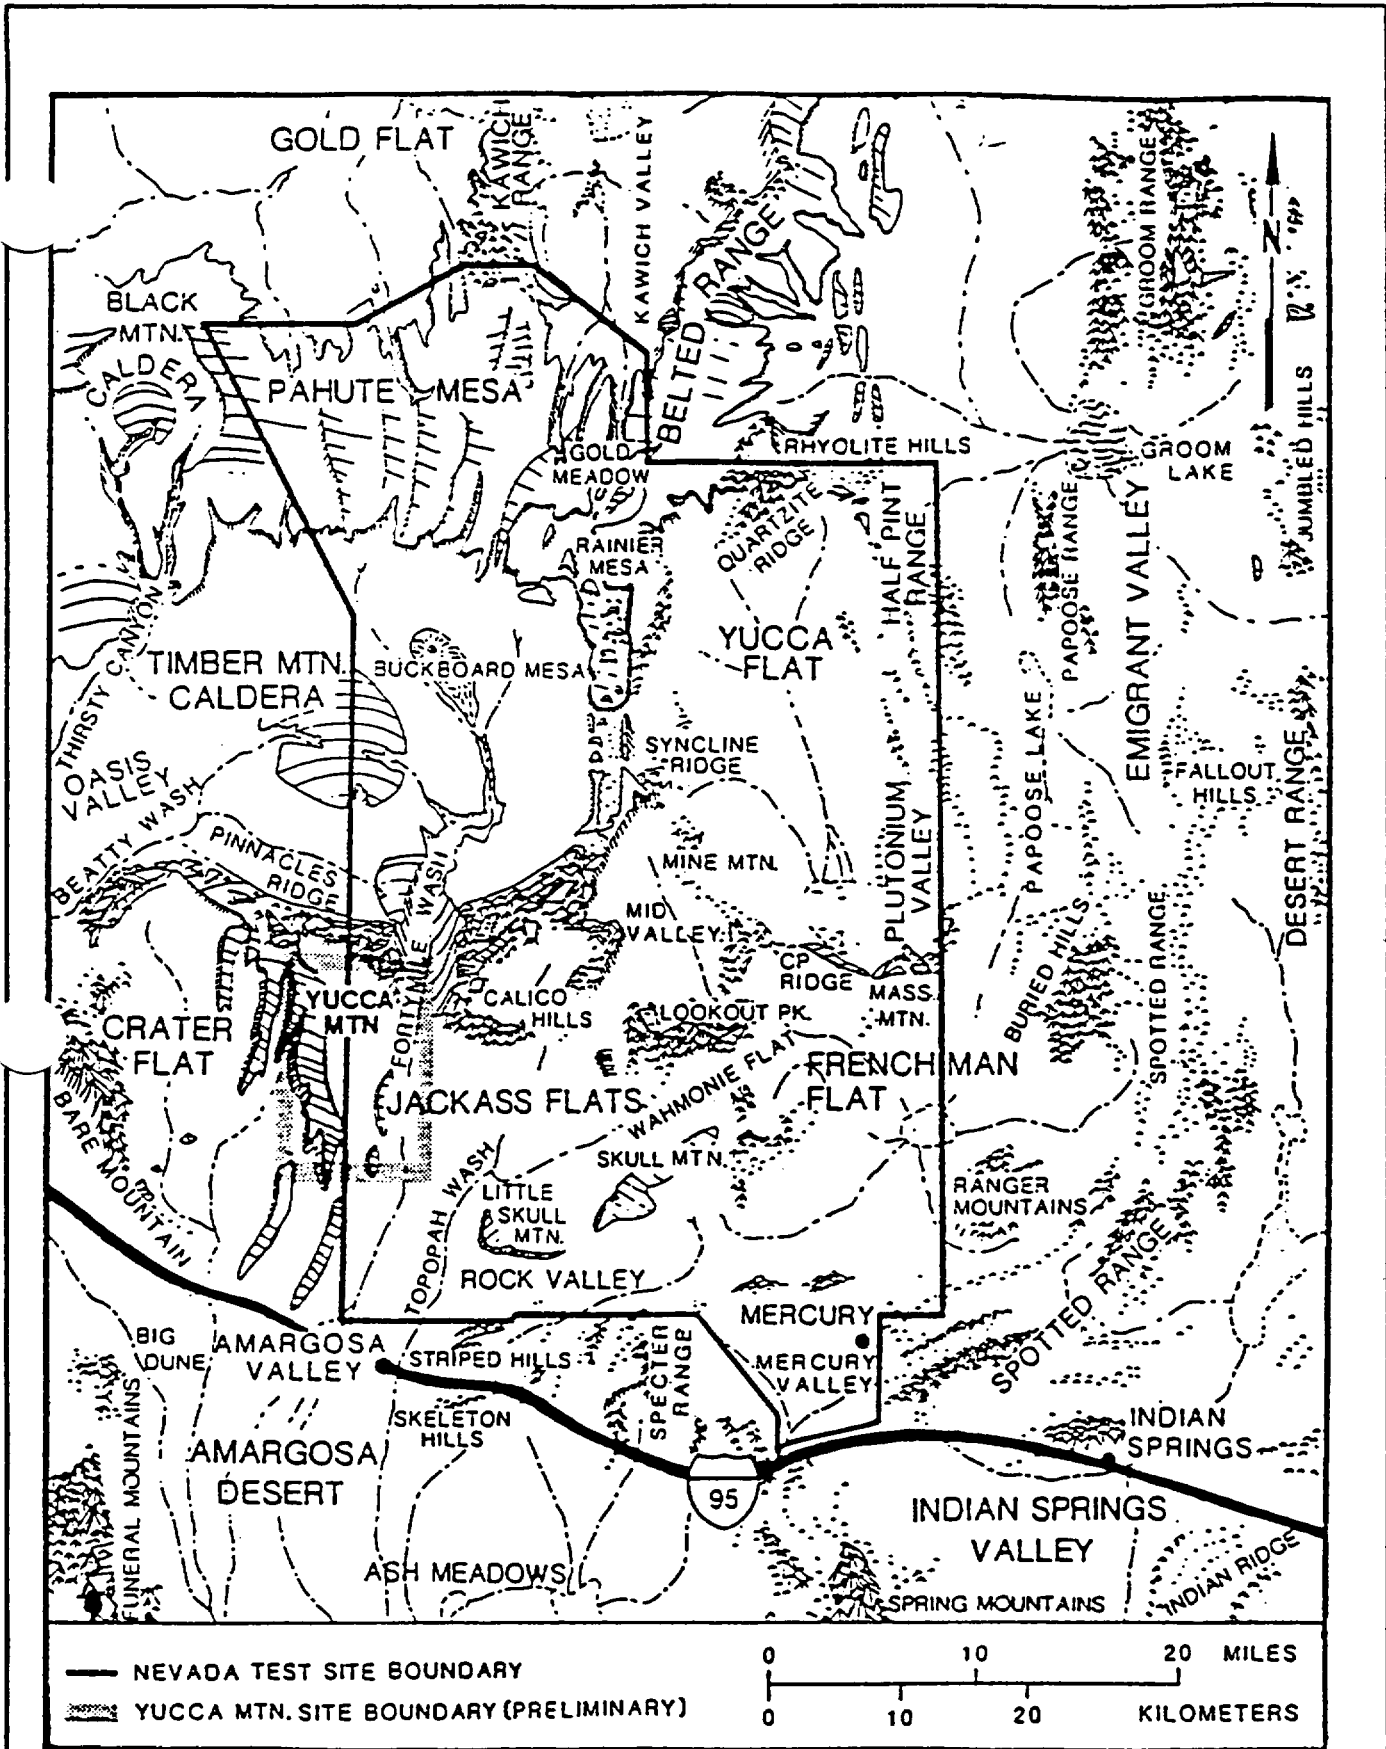 GOLD FLAT
KAWICH
RANGE
KAWICH VALLEY
BELTED RANGE
GROOM RANGE
N
BLACK
MTN.
CALDERA
PAHUTE MESA
GOLD
MEADOW
RHYOLITE HILLS
GROOM
LAKE
JUMBLED HILLS
QUARTZITE
RIDGE
HALF PINT
RANGE
PAPOOSE RANGE
EMIGRANT VALLEY
RAINIER
MESA
THIRSTY CANYON
TIMBER MTN.
CALDERA
BUCKBOARD MESA
YUCCA
FLAT
OASIS
VALLEY
SYNCLINE
RIDGE
PAPOOSE LAKE
FALLOUT
HILLS
DESERT RANGE
BEATTY WASH
PINNACLES
RIDGE
MINE MTN.
PLUTONIUM
VALLEY
MID
VALLEY
CP
RIDGE
MASS.
MTN.
BURIED HILLS
SPOTTED RANGE
FORTYMILE WASH
YUCCA
MTN
CALICO
HILLS
LOOKOUT PK.
CRATER
FLAT
BARE MOUNTAIN
JACKASS FLATS
WAHMONIE FLAT
FRENCHMAN
FLAT
SKULL MTN.
RANGER
MOUNTAINS
TOPOPAH WASH
LITTLE
SKULL
MTN.
ROCK VALLEY
SPOTTED RANGE
MERCURY
BIG
DUNE
AMARGOSA
VALLEY
STRIPED HILLS
SPECTER
RANGE
MERCURY
VALLEY
SKELETON
HILLS
INDIAN
SPRINGS
FUNERAL MOUNTAINS
AMARGOSA
DESERT
95
INDIAN SPRINGS
VALLEY
ASH MEADOWS
SPRING MOUNTAINS
INDIAN RIDGE
NEVADA TEST SITE BOUNDARY
YUCCA MTN. SITE BOUNDARY (PRELIMINARY)
0 10 20 MILES
0 10 20 KILOMETERS